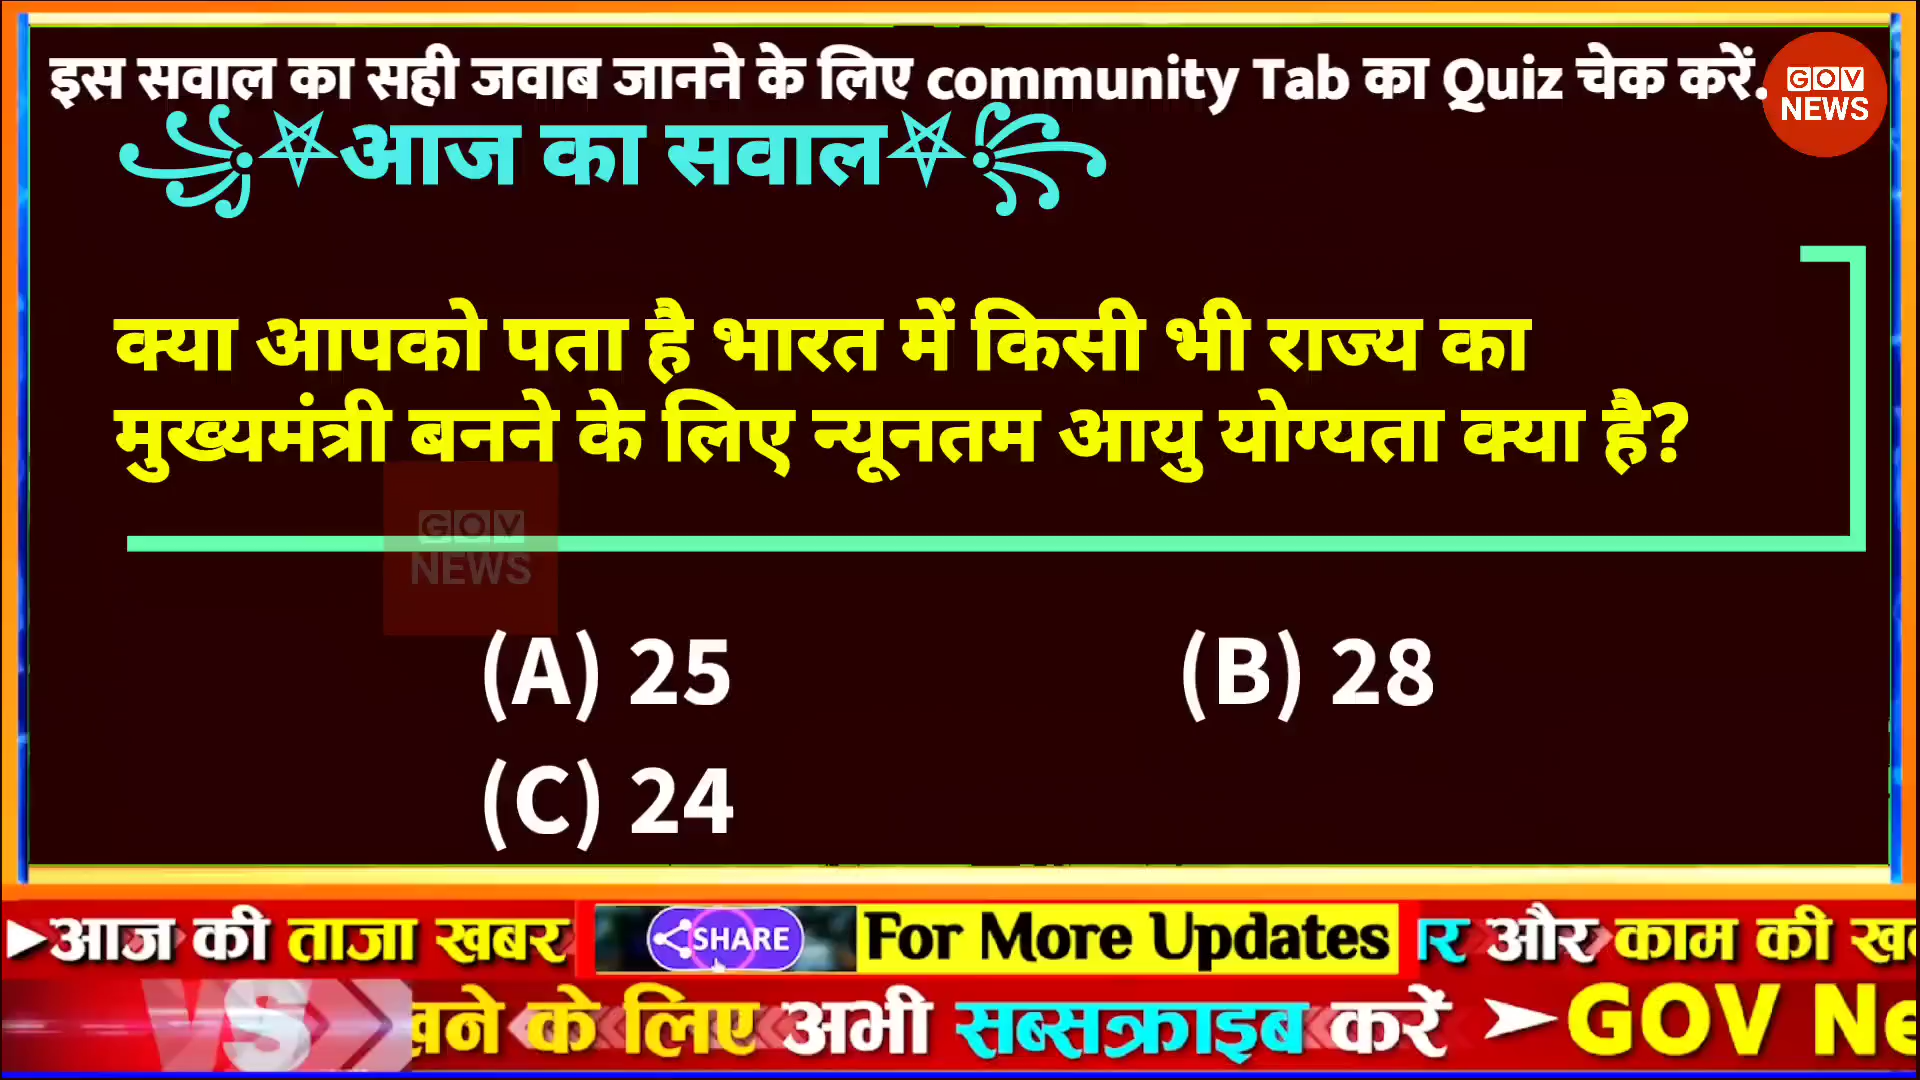 इस सवाल का सही जवाब जानने के लिए community Tab का Quiz चेक करें.
GOV
NEWS
आज का सवाल
क्या आपको पता है भारत में किसी भी राज्य का
मुख्यमंत्री बनने के लिए न्यूनतम आयु योग्यता क्या है?
GOV
NEWS
(A) 25 (B) 28
(C) 24
आज की ताजा खबर SHARE For More Updates और काम की
के लिए अभी सब्सक्राइब करें ➤GOV